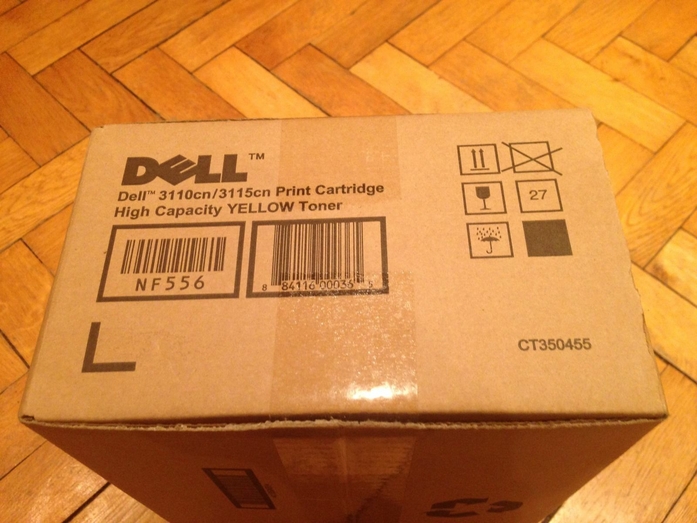 DELL™
Dell™ 3110cn/3115cn Print Cartridge
High Capacity YELLOW Toner
NF556
27
CT350455